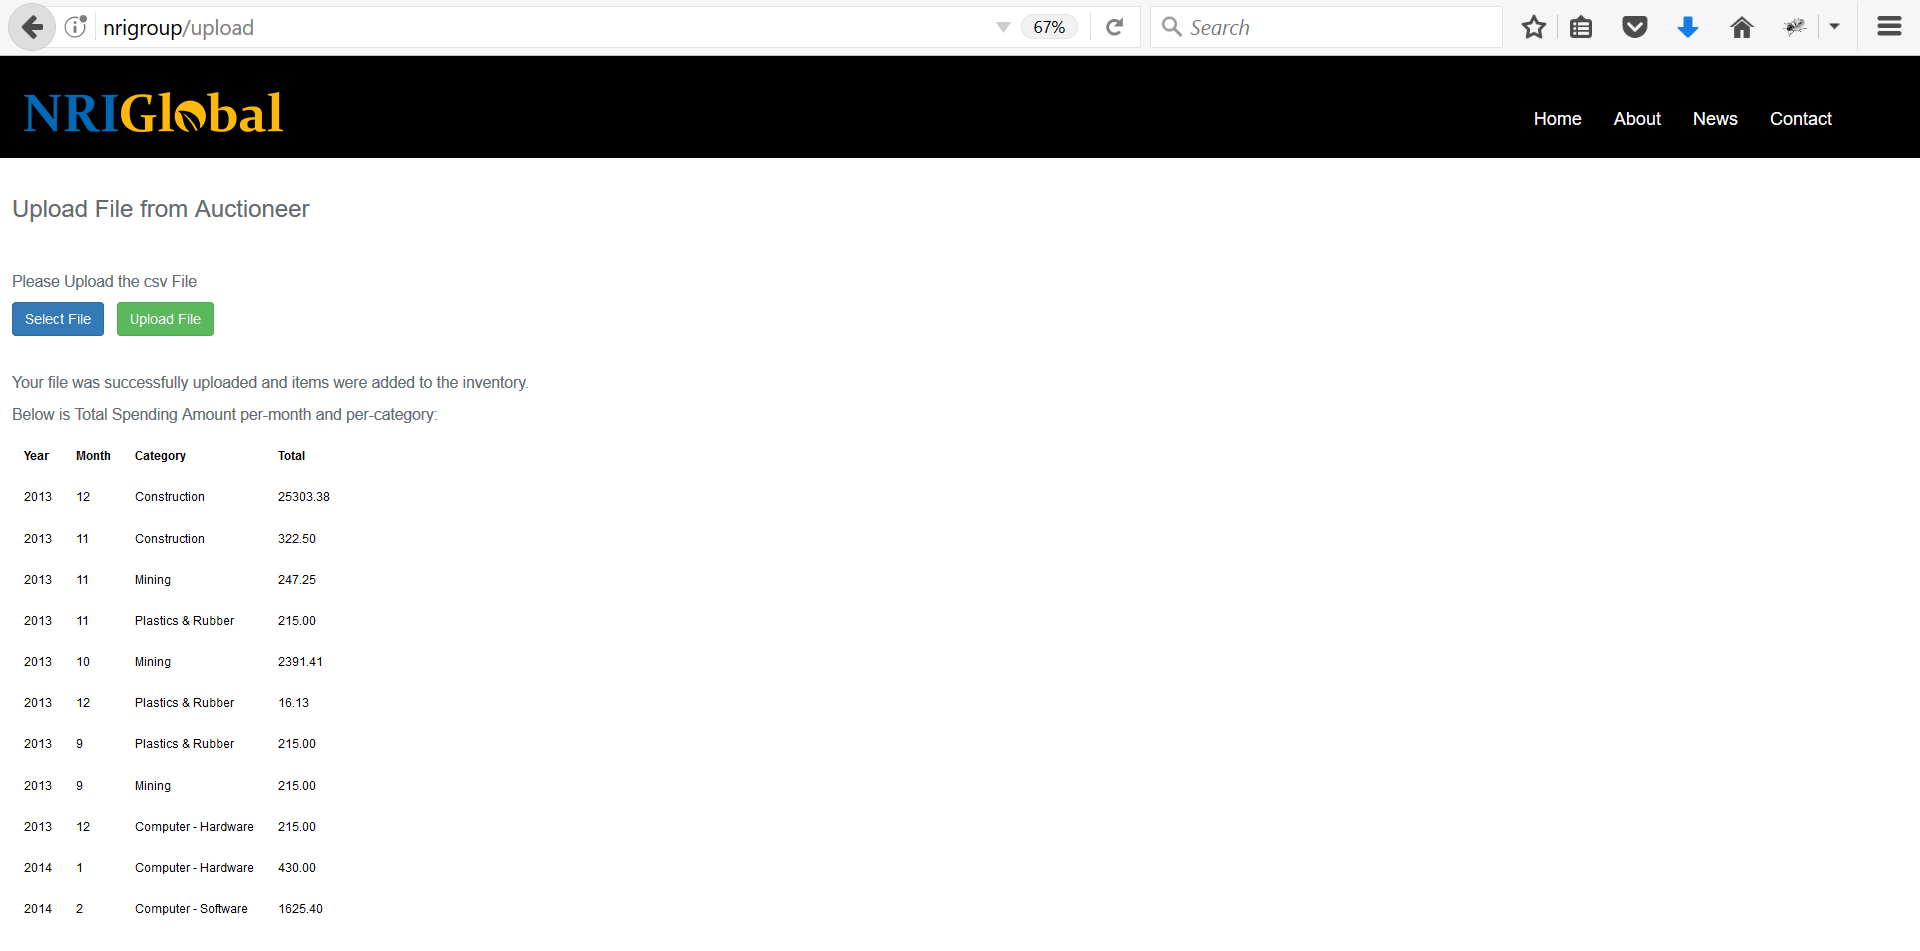 nrigroup/upload 67% Search
NRIGlobal
Home About News Contact
Upload File from Auctioneer
Please Upload the csv File
Select File Upload File
Your file was successfully uploaded and items were added to the inventory.
Below is Total Spending Amount per-month and per-category:
Year Month Category Total
2013 12 Construction 25303.38
2013 11 Construction 322.50
2013 11 Mining 247.25
2013 11 Plastics & Rubber 215.00
2013 10 Mining 2391.41
2013 12 Plastics & Rubber 16.13
2013 9 Plastics & Rubber 215.00
2013 9 Mining 215.00
2013 12 Computer - Hardware 215.00
2014 1 Computer - Hardware 430.00
2014 2 Computer - Software 1625.40